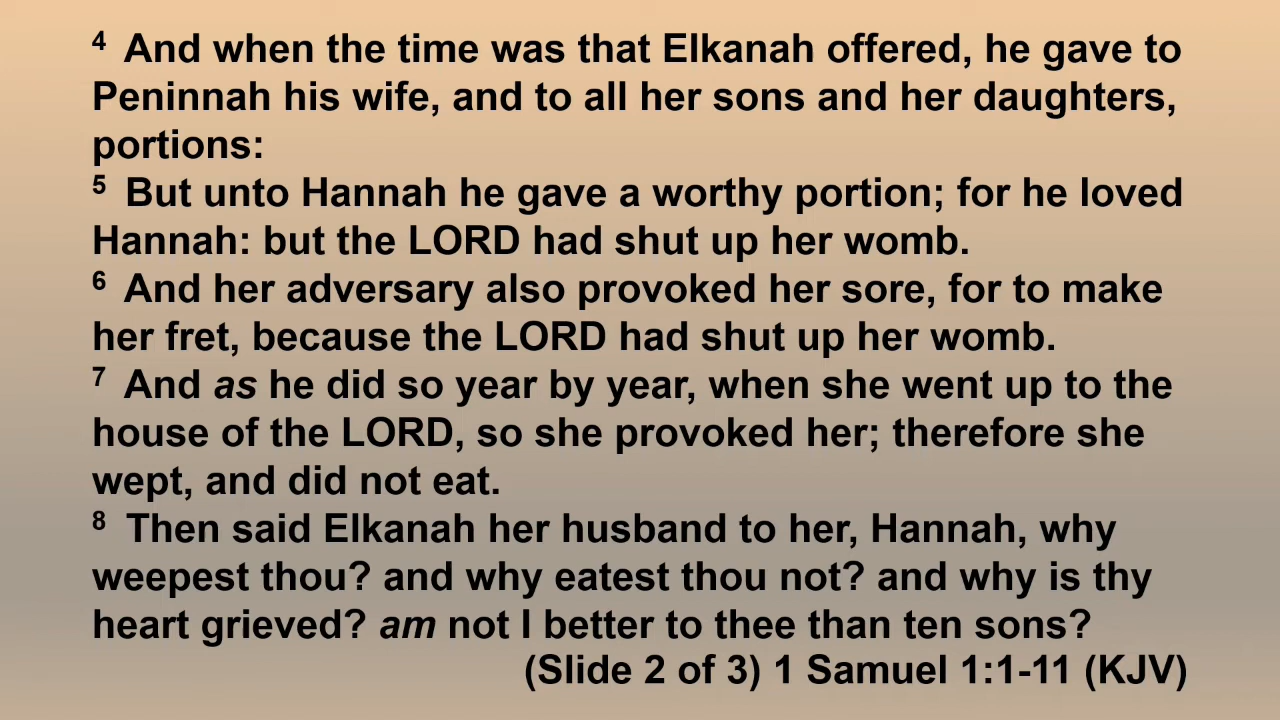 4 And when the time was that Elkanah offered, he gave to
Peninnah his wife, and to all her sons and her daughters,
portions:
5 But unto Hannah he gave a worthy portion; for he loved
Hannah: but the LORD had shut up her womb.
6 And her adversary also provoked her sore, for to make
her fret, because the LORD had shut up her womb.
7 And as he did so year by year, when she went up to the
house of the LORD, so she provoked her; therefore she
wept, and did not eat.
8 Then said Elkanah her husband to her, Hannah, why
weepest thou? and why eatest thou not? and why is thy
heart grieved? am not I better to thee than ten sons?
(Slide 2 of 3) 1 Samuel 1:1-11 (KJV)